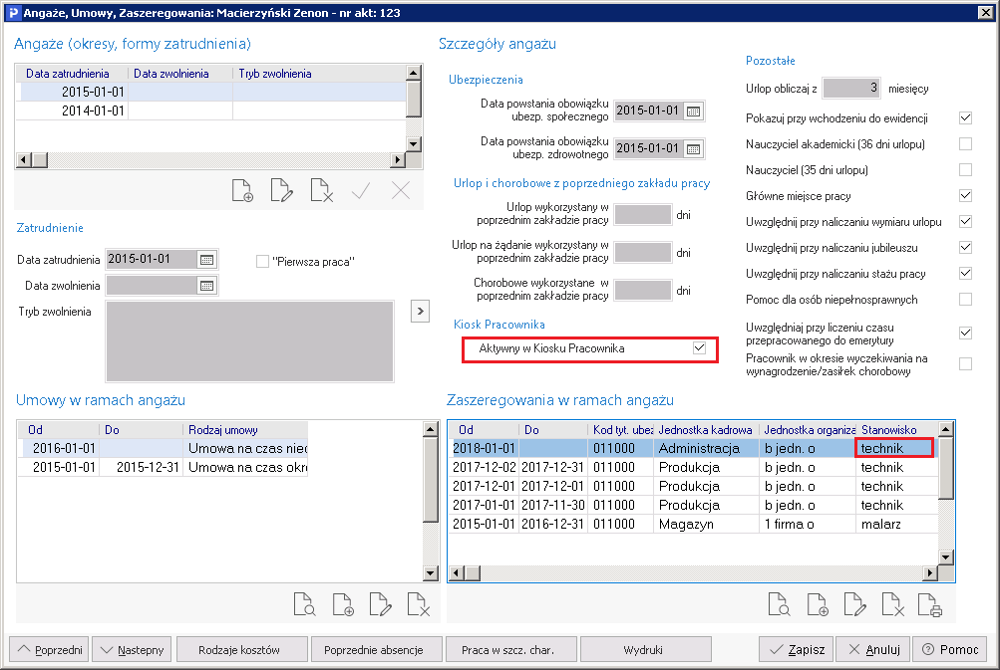 Angaże, Umowy, Zaszeregowania: Macierzyński Zenon - nr akt: 123
Angaże (okresy, formy zatrudnienia)
Data zatrudnienia Data zwolnienia Tryb zwolnienia
2015-01-01
2014-01-01
Zatrudnienie
Data zatrudnienia 2015-01-01 "Pierwsza praca"
Data zwolnienia
Tryb zwolnienia
>
Szczegóły angażu
Ubezpieczenia
Data powstania obowiązku
ubezp. społecznego 2015-01-01
Data powstania obowiązku
ubezp. zdrowotnego 2015-01-01
Urlop i chorobowe z poprzedniego zakładu pracy
Urlop wykorzystany w
poprzednim zakładzie pracy dni
Urlop na żądanie wykorzystany w
poprzednim zakładzie pracy dni
Chorobowe wykorzystane w
poprzednim zakładzie pracy dni
Kiosk Pracownika
Aktywny w Kiosku Pracownika
Pozostałe
Urlop obliczaj z 3 miesięcy
Pokazuj przy wchodzeniu do ewidencji
Nauczyciel akademicki (36 dni urlopu)
Nauczyciel (35 dni urlopu)
Główne miejsce pracy
Uwzględnij przy naliczaniu wymiaru urlopu
Uwzględnij przy naliczaniu jubileuszu
Uwzględnij przy naliczaniu stażu pracy
Pomoc dla osób niepełnosprawnych
Uwzględniaj przy liczeniu czasu
przepracowanego do emerytury
Pracownik w okresie wyczekiwania na
wynagrodzenie/zasiłek chorobowy
Umowy w ramach angażu
Od Do Rodzaj umowy
2016-01-01 Umowa na czas nied
2015-01-01 2015-12-31 Umowa na czas okre
Zaszeregowania w ramach angażu
Od Do Kod tyt. ubez Jednostka kadrowa Jednostka organiza Stanowisko
2018-01-01 011000 Administracja b jedn. o technik
2017-12-02 2017-12-31 011000 Produkcja b jedn. o technik
2017-12-01 2017-12-01 011000 Produkcja b jedn. o technik
2017-01-01 2017-11-30 011000 Produkcja b jedn. o technik
2015-01-01 2016-12-31 011000 Magazyn 1 firma o malarz
Poprzedni Następny Rodzaje kosztów Poprzednie absencje Praca w szcz. char. Wydruki Zapisz Anuluj Pomoc